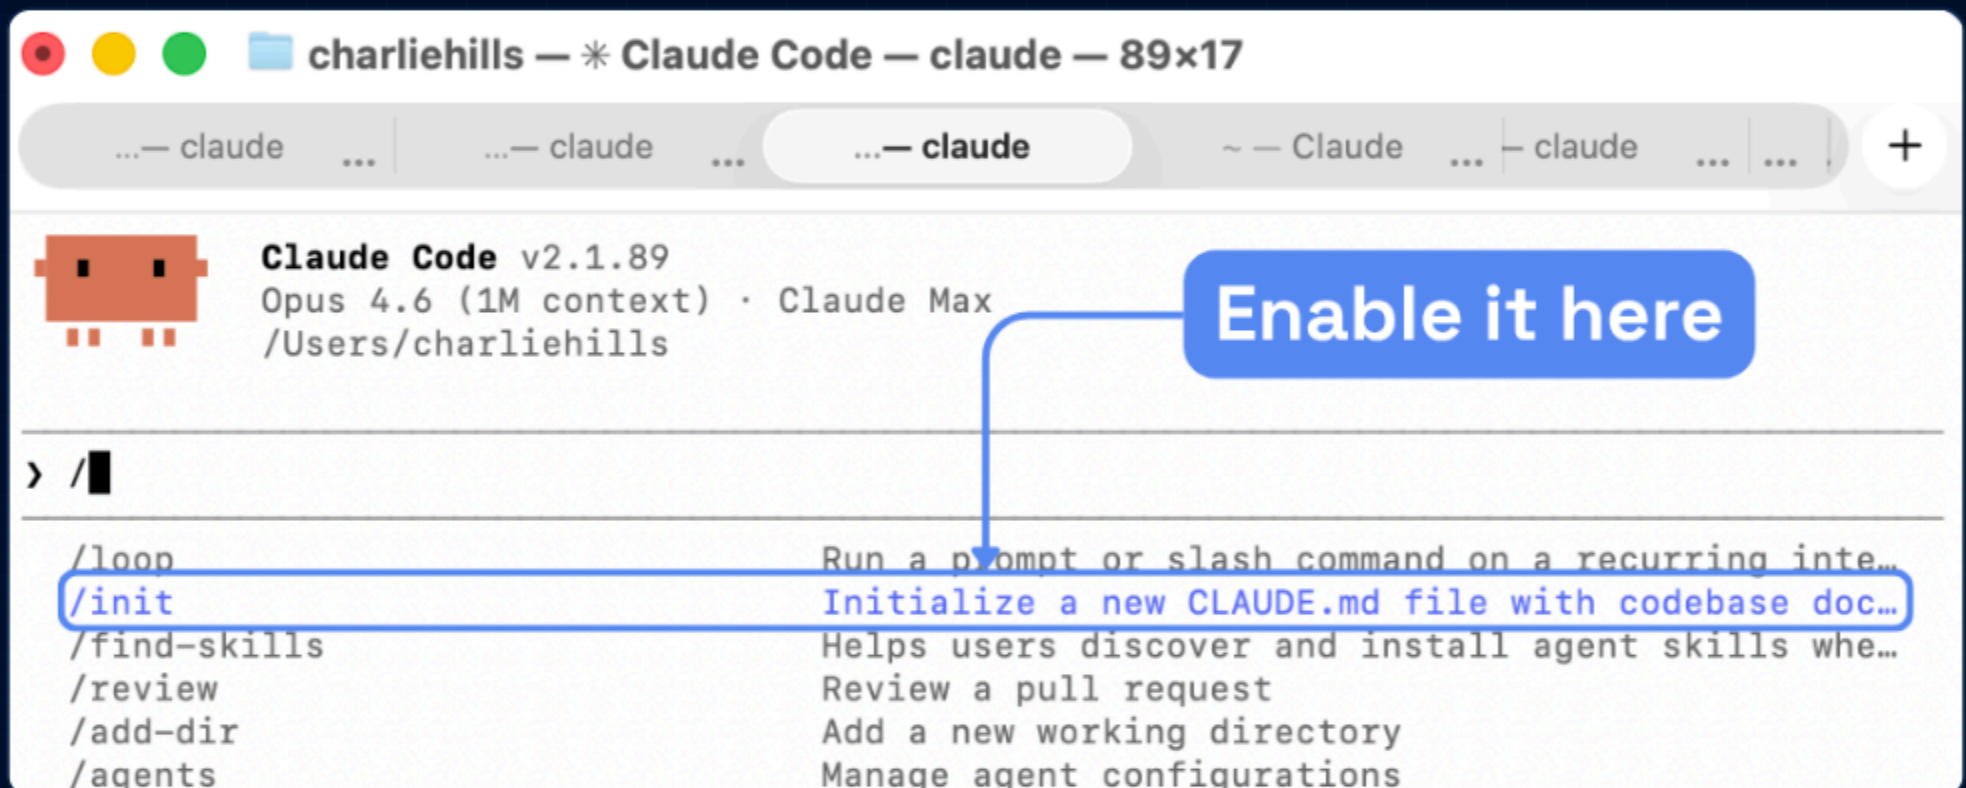 charliehills — ✳ Claude Code — claude — 89×17
...— claude ... ...— claude ... ...— claude ~ — Claude ... — claude ... ... +
Claude Code v2.1.89
Opus 4.6 (1M context) · Claude Max
/Users/charliehills
Enable it here
❯ /
/loop Run a prompt or slash command on a recurring inte…
/init Initialize a new CLAUDE.md file with codebase doc…
/find-skills Helps users discover and install agent skills whe…
/review Review a pull request
/add-dir Add a new working directory
/agents Manage agent configurations